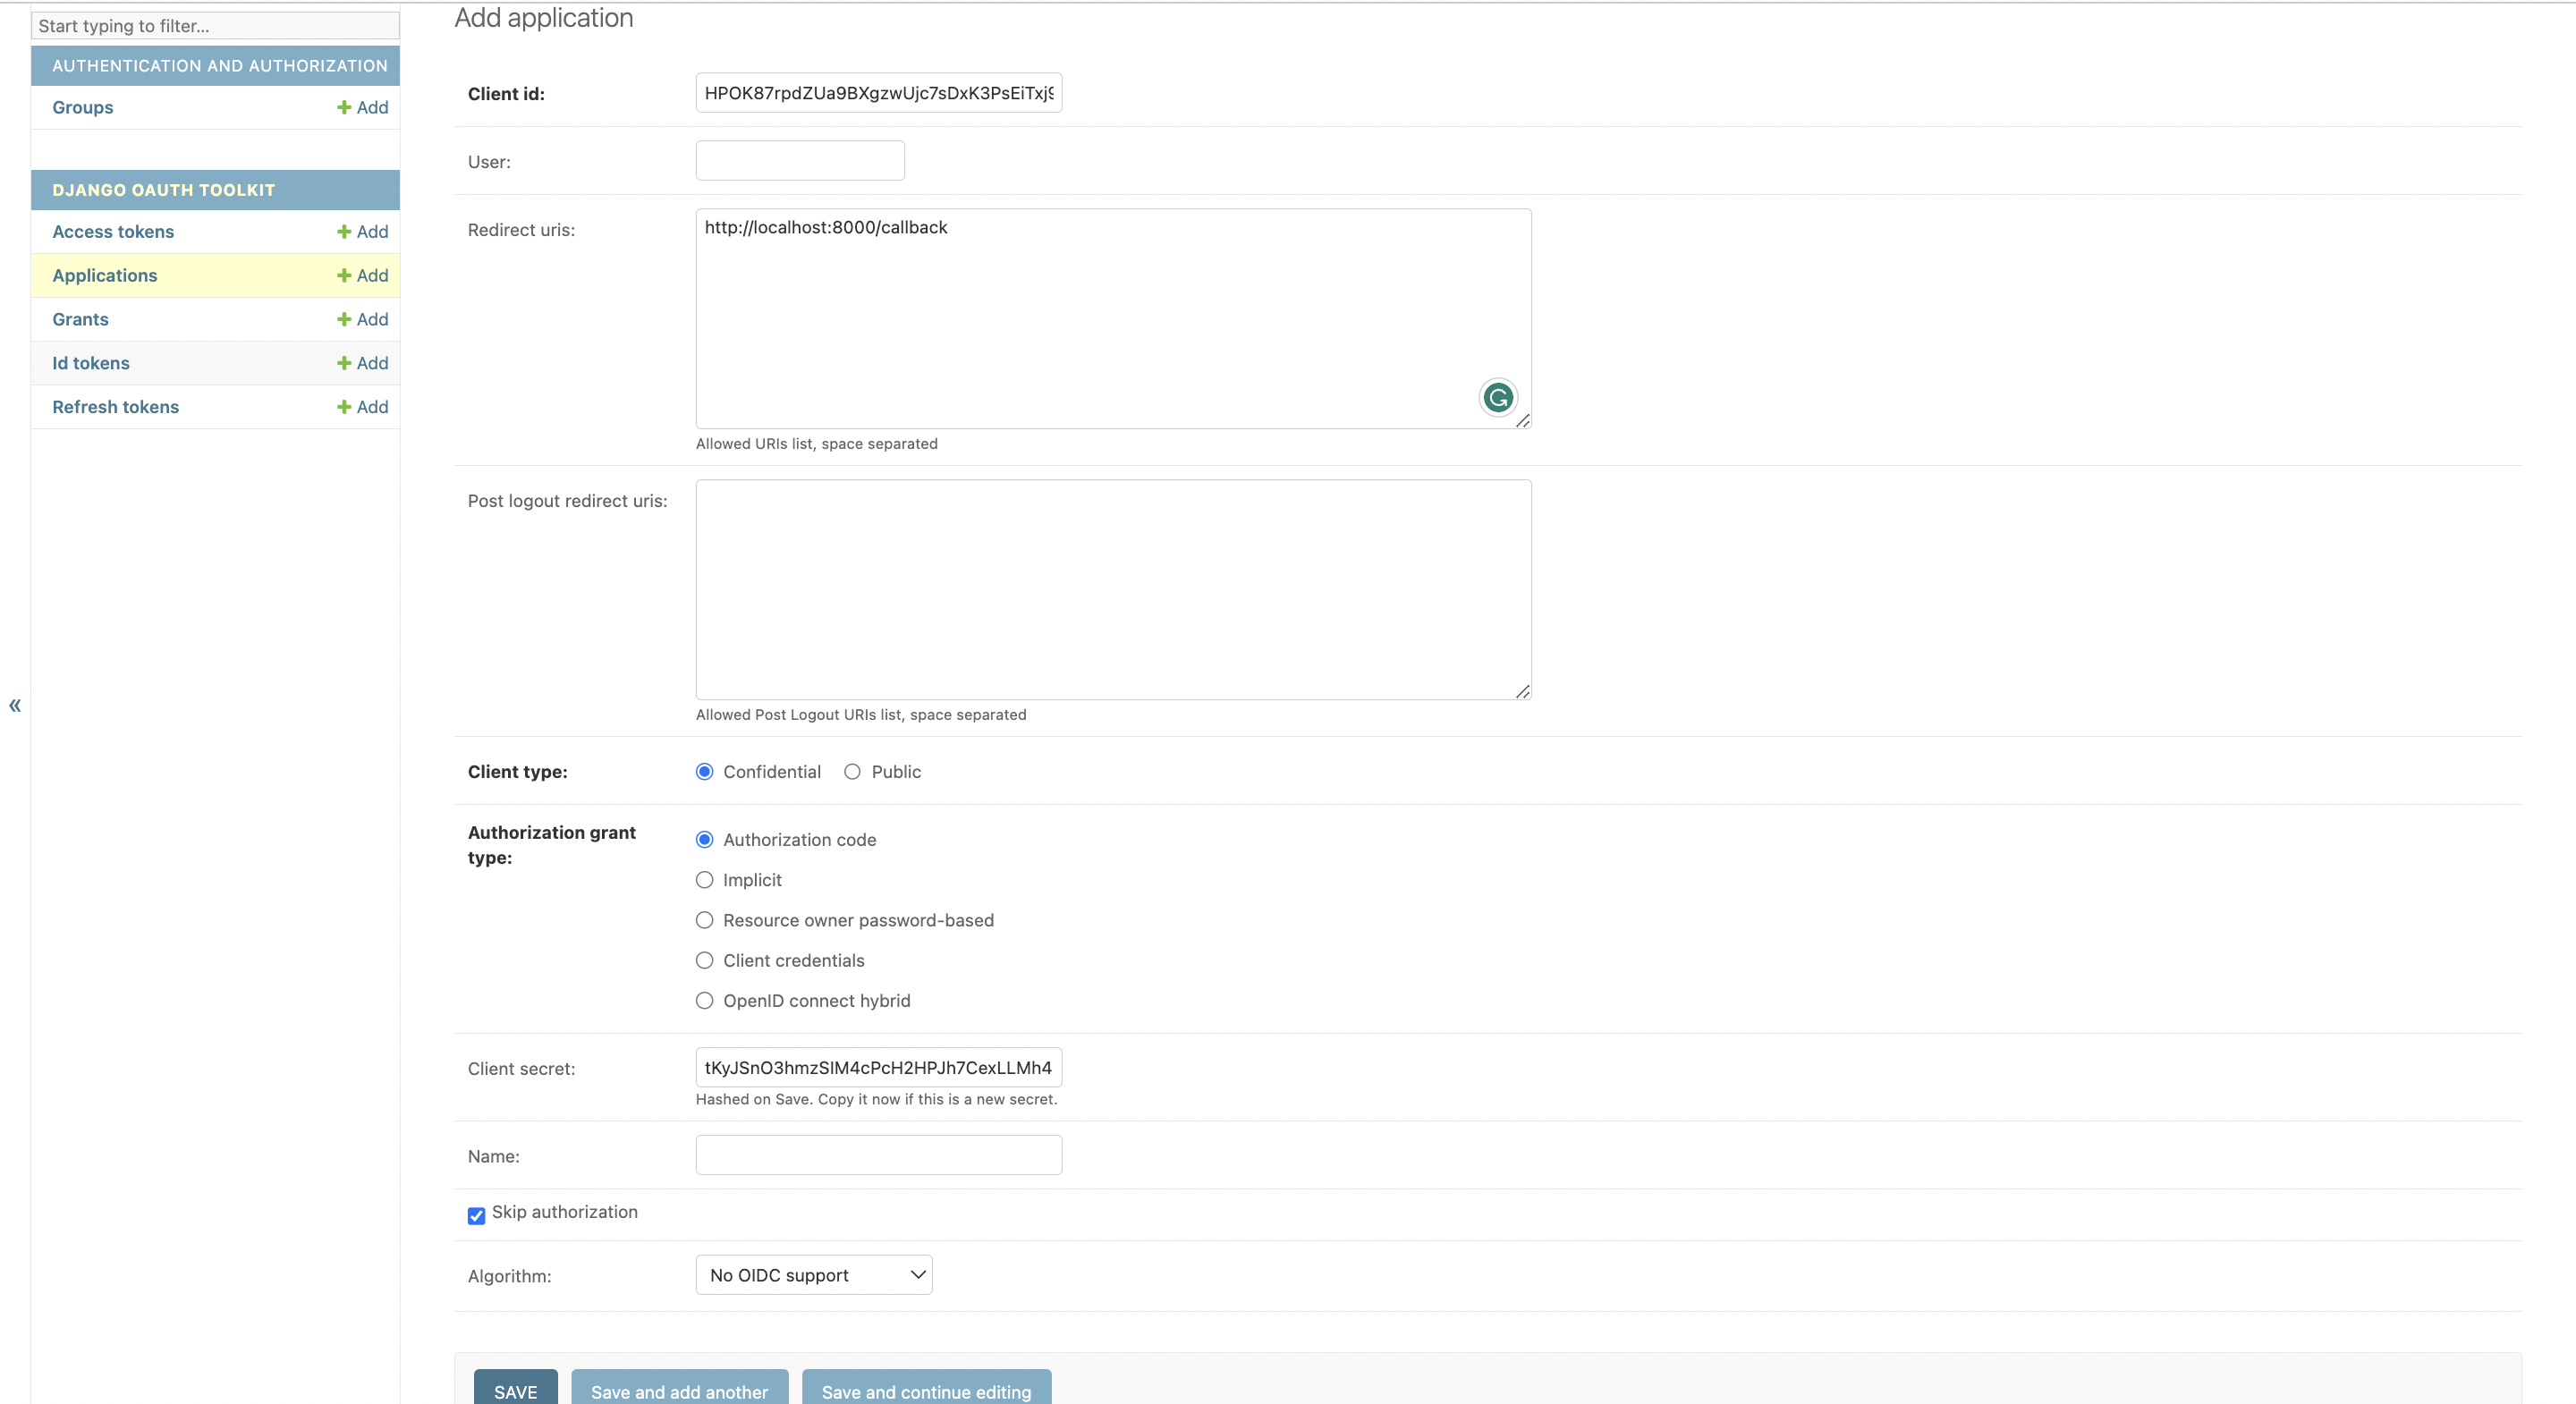 Start typing to filter...
AUTHENTICATION AND AUTHORIZATION
Groups
Add
DJANGO OAUTH TOOLKIT
Access tokens
Add
Applications
Add
Grants
Add
Id tokens
Add
Refresh tokens
Add
«
Add application
Client id:
HPOK87rpdZUa9BXgzwUjc7sDxK3PsEiTxj9
User:
Redirect uris:
http://localhost:8000/callback
Allowed URIs list, space separated
Post logout redirect uris:
Allowed Post Logout URIs list, space separated
Client type:
Confidential
Public
Authorization grant
type:
Authorization code
Implicit
Resource owner password-based
Client credentials
OpenID connect hybrid
Client secret:
tKyJSnO3hmzSIM4cPcH2HPJh7CexLLMh4
Hashed on Save. Copy it now if this is a new secret.
Name:
Skip authorization
Algorithm:
No OIDC support
SAVE
Save and add another
Save and continue editing